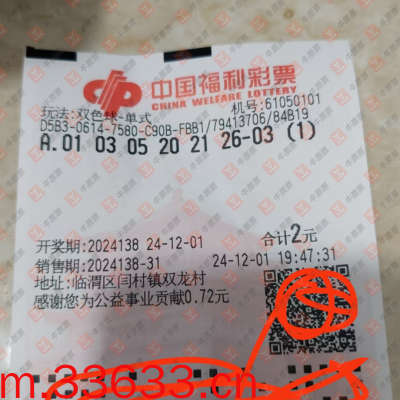 中国福利彩票
CHINA WELFARE LOTTERY
玩法:双色球-单式 机号:61050101
D5B3-0614-7580-C90B-FBB1/79413706/84B19
A.01 03 05 20 21 26-03 (1)
开奖期:2024138 24-12-01 合计2元
销售期:2024138-31 24-12-01 19:47:31
地址:临渭区闫村镇双龙村
感谢您为公益事业贡献0.72元
m.33633.cn